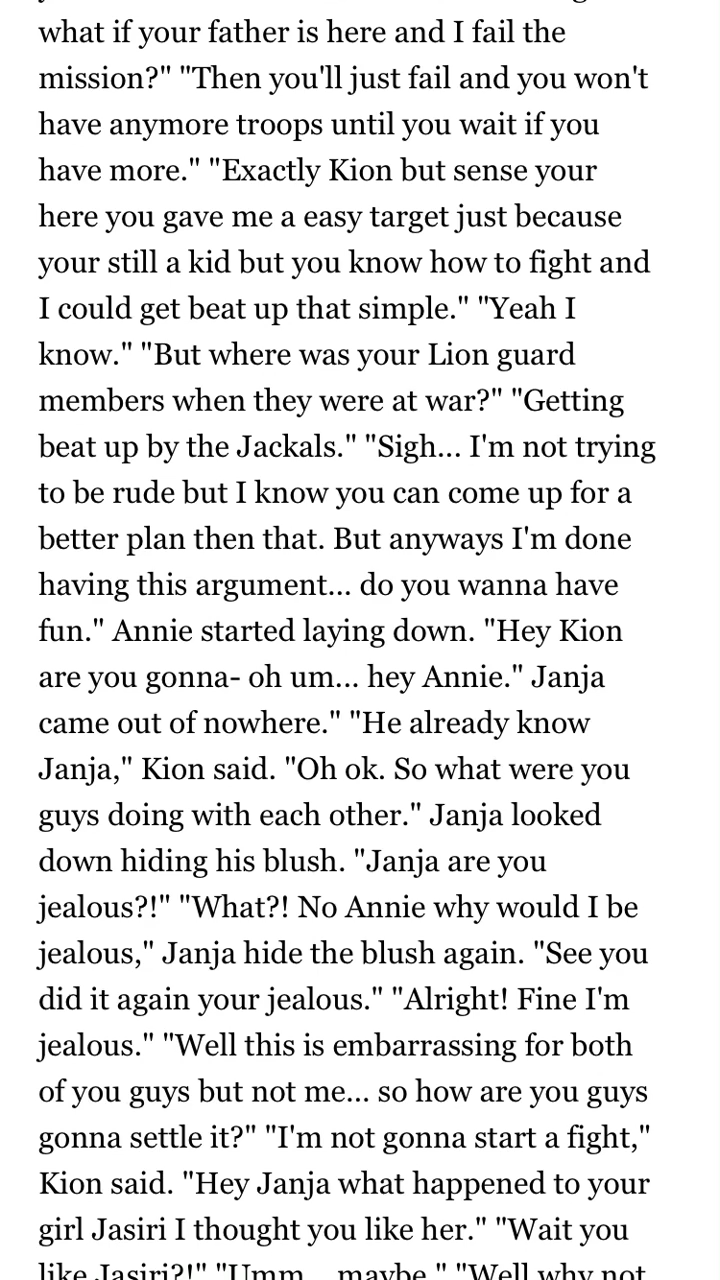 what if your father is here and I fail the
mission?" "Then you'll just fail and you won't
have anymore troops until you wait if you
have more." "Exactly Kion but sense your
here you gave me a easy target just because
your still a kid but you know how to fight and
I could get beat up that simple." "Yeah I
know." "But where was your Lion guard
members when they were at war?" "Getting
beat up by the Jackals." "Sigh... I'm not trying
to be rude but I know you can come up for a
better plan then that. But anyways I'm done
having this argument... do you wanna have
fun." Annie started laying down. "Hey Kion
are you gonna- oh um... hey Annie." Janja
came out of nowhere." "He already know
Janja," Kion said. "Oh ok. So what were you
guys doing with each other." Janja looked
down hiding his blush. "Janja are you
jealous?!" "What?! No Annie why would I be
jealous," Janja hide the blush again. "See you
did it again your jealous." "Alright! Fine I'm
jealous." "Well this is embarrassing for both
of you guys but not me... so how are you guys
gonna settle it?" "I'm not gonna start a fight,"
Kion said. "Hey Janja what happened to your
girl Jasiri I thought you like her." "Wait you
like Jasiri?!" "Umm... maybe." "Well why not